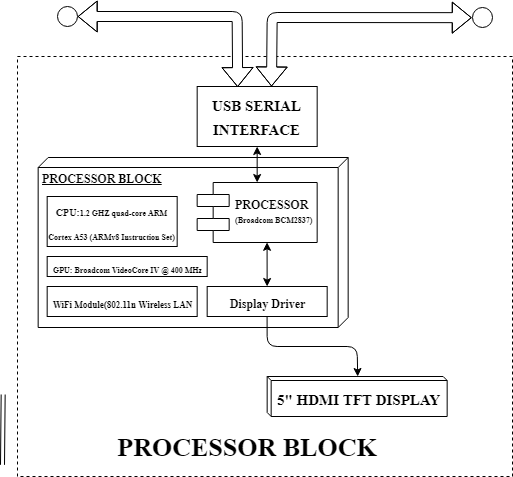 USB SERIAL
INTERFACE
PROCESSOR BLOCK
CPU:1.2 GHZ quad-core ARM
Cortex A53 (ARMv8 Instruction Set)
PROCESSOR
(Broadcom BCM2837)
GPU: Broadcom VideoCore IV @ 400 MHz
WiFi Module(802.11n Wireless LAN
Display Driver
5" HDMI TFT DISPLAY
PROCESSOR BLOCK